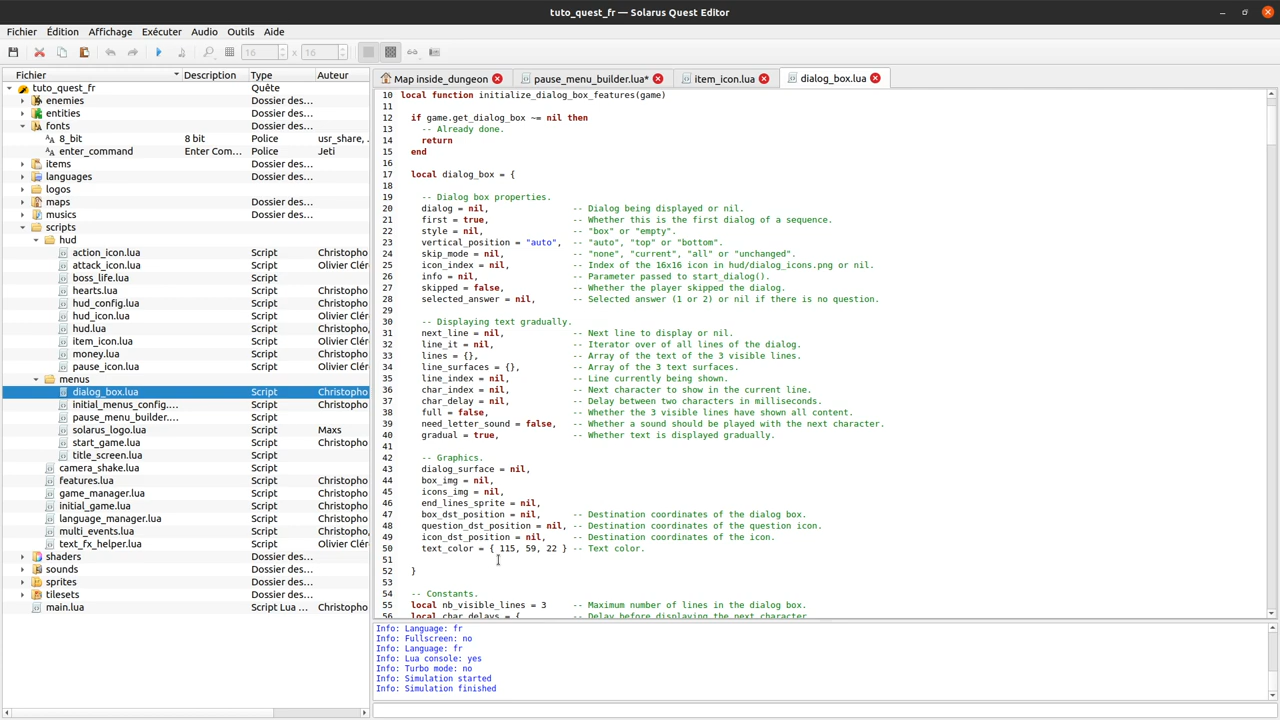 tuto_quest_fr — Solarus Quest Editor
Fichier Édition Affichage Exécuter Audio Outils Aide
16 x 16
Fichier Description Type Auteur
tuto_quest_fr Quête
enemies Dossier des...
entities Dossier des...
fonts Dossier des...
8_bit 8 bit Police usr_share, .
enter_command Enter Com... Police Jeti
items Dossier des...
languages Dossier des...
logos Dossier des...
maps Dossier des...
musics Dossier des...
scripts Dossier des...
hud Dossier des...
action_icon.lua Script Christopho
attack_icon.lua Script Olivier Clér
boss_life.lua Script
hearts.lua Script Christopho
hud_config.lua Script Christopho
hud_icon.lua Script Olivier Clér
hud.lua Script Christopho,
item_icon.lua Script Olivier Clér
money.lua Script Christopho
pause_icon.lua Script Olivier Clér
menus Dossier des...
dialog_box.lua Script Christopho
initial_menus_config.... Script Christopho
pause_menu_builder.... Script
solarus_logo.lua Script Maxs
start_game.lua Script Christopho
title_screen.lua Script
camera_shake.lua Script
features.lua Script Christopho
game_manager.lua Script Christopho
initial_game.lua Script Christopho
language_manager.lua Script Christopho
multi_events.lua Script Christopho
text_fx_helper.lua Script Olivier Clér
shaders Dossier des...
sounds Dossier des...
sprites Dossier des...
tilesets Dossier des...
main.lua Script Lua ... Christopho
Map inside_dungeon pause_menu_builder.lua* item_icon.lua dialog_box.lua
10 local function initialize_dialog_box_features(game)
11
12 if game.get_dialog_box ~= nil then
13 -- Already done.
14 return
15 end
16
17 local dialog_box = {
18
19 -- Dialog box properties.
20 dialog = nil, -- Dialog being displayed or nil.
21 first = true, -- Whether this is the first dialog of a sequence.
22 style = nil, -- "box" or "empty".
23 vertical_position = "auto", -- "auto", "top" or "bottom".
24 skip_mode = nil, -- "none", "current", "all" or "unchanged".
25 icon_index = nil, -- Index of the 16x16 icon in hud/dialog_icons.png or nil.
26 info = nil, -- Parameter passed to start_dialog().
27 skipped = false, -- Whether the player skipped the dialog.
28 selected_answer = nil, -- Selected answer (1 or 2) or nil if there is no question.
29
30 -- Displaying text gradually.
31 next_line = nil, -- Next line to display or nil.
32 line_it = nil, -- Iterator over of all lines of the dialog.
33 lines = {}, -- Array of the text of the 3 visible lines.
34 line_surfaces = {}, -- Array of the 3 text surfaces.
35 line_index = nil, -- Line currently being shown.
36 char_index = nil, -- Next character to show in the current line.
37 char_delay = nil, -- Delay between two characters in milliseconds.
38 full = false, -- Whether the 3 visible lines have shown all content.
39 need_letter_sound = false, -- Whether a sound should be played with the next character.
40 gradual = true, -- Whether text is displayed gradually.
41
42 -- Graphics.
43 dialog_surface = nil,
44 box_img = nil,
45 icons_img = nil,
46 end_lines_sprite = nil,
47 box_dst_position = nil, -- Destination coordinates of the dialog box.
48 question_dst_position = nil, -- Destination coordinates of the question icon.
49 icon_dst_position = nil, -- Destination coordinates of the icon.
50 text_color = { 115, 59, 22 } -- Text color.
51
52 }
53
54 -- Constants.
55 local nb_visible_lines = 3 -- Maximum number of lines in the dialog box.
56 local char_delays = { -- Delay before displaying the next character
Info: Language: fr
Info: Fullscreen: no
Info: Language: fr
Info: Lua console: yes
Info: Turbo mode: no
Info: Simulation started
Info: Simulation finished